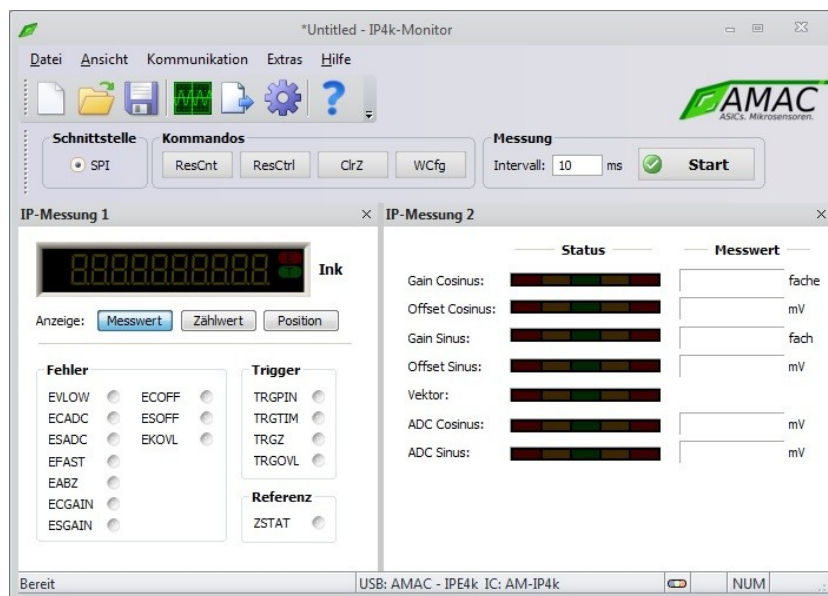 *Untitled - IP4k-Monitor
Datei Ansicht Kommunikation Extras Hilfe
AMAC
ASICs. Mikrosensoren.
Schnittstelle Kommandos Messung
SPI ResCnt ResCtrl ClrZ WCfg Intervall: 10 ms Start
IP-Messung 1
Ink
Anzeige: Messwert Zählwert Position
Fehler
EVLOW ECOFF
ECADC ESOFF
ESADC EKOVL
EFAST
EABZ
ECGAIN
ESGAIN
Trigger
TRGPIN
TRGTIM
TRGZ
TRGOVL
Referenz
ZSTAT
IP-Messung 2
Status Messwert
Gain Cosinus: fache
Offset Cosinus: mV
Gain Sinus: fach
Offset Sinus: mV
Vektor:
ADC Cosinus: mV
ADC Sinus: mV
Bereit USB: AMAC - IPE4k IC: AM-IP4k NUM